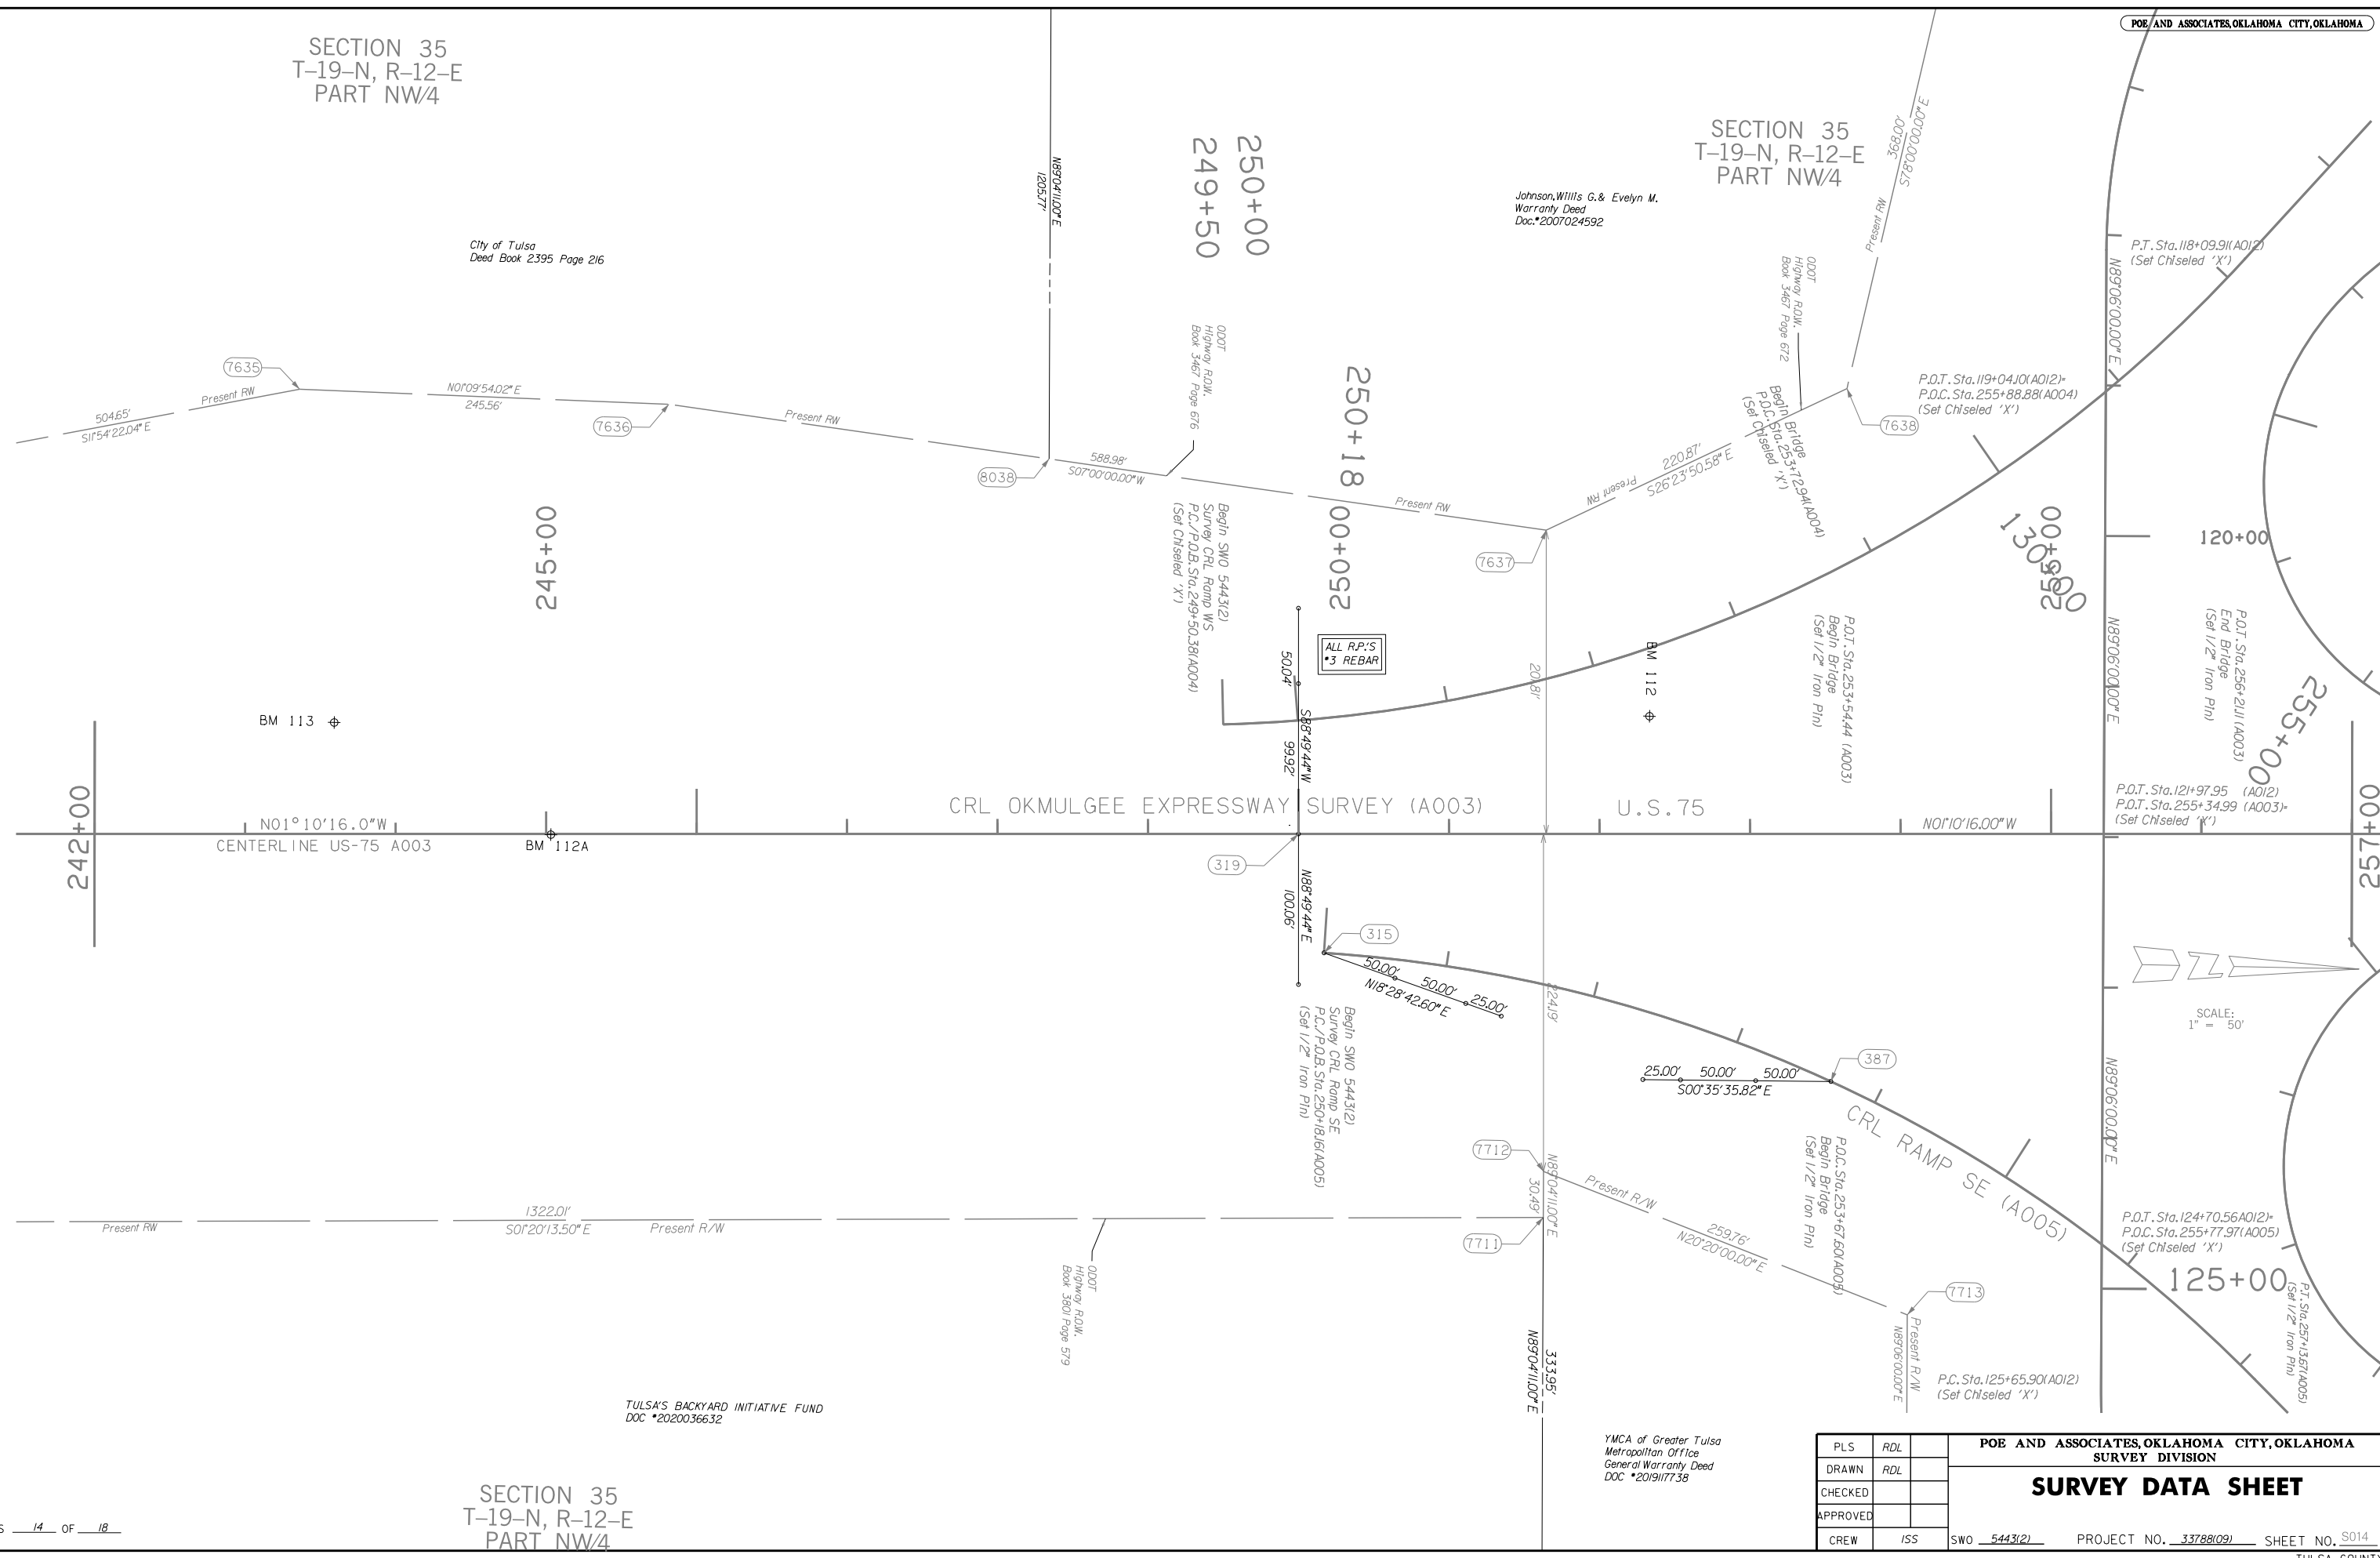 POE AND ASSOCIATES, OKLAHOMA CITY, OKLAHOMA
SECTION 35
T-19-N, R-12-E
PART NW/4
SECTION 35
T-19-N, R-12-E
PART NW/4
City of Tulsa
Deed Book 2395 Page 216
N89°04'11.00" E
1205.77'
250+00
249+50
Johnson, Willis G. & Evelyn M.
Warranty Deed
Doc.#2007024592
368.00'
S78°00'00.00" E
Present RW
P.T. Sta. 118+09.91(A012)
(Set Chiseled 'X')
N89°06'00.00" E
ODOT
Highway R.O.W.
Book 3467 Page 672
ODOT
Highway R.O.W.
Book 3467 Page 676
7635
504.65'
S11°54'22.04" E
Present RW
N01°09'54.02" E
245.56'
7636
Present RW
8038
588.98'
S07°00'00.00" W
250+18
Present RW
7637
Present RW
220.87'
S26°23'50.58" E
Begin Bridge
P.O.C. Sta. 253+72.94(A004)
(Set Chiseled 'X')
7638
P.O.T. Sta. 119+04.10(A012)=
P.O.C. Sta. 255+88.88(A004)
(Set Chiseled 'X')
245+00
Begin SWO 5443(2)
Survey CRL Ramp WS
P.C./P.O.B. Sta. 249+50.38(A004)
(Set Chiseled 'X')
250+00
255+00
130+00
120+00
ALL R.P.'S
#3 REBAR
50.04'
S88°49'44" W
99.92'
201.81'
BM 112
P.O.T. Sta. 253+54.44 (A003)
Begin Bridge
(Set 1/2" Iron Pin)
N89°06'00.00" E
P.O.T. Sta. 256+21.11 (A003)
End Bridge
(Set 1/2" Iron Pin)
255+00
BM 113
242+00
N01°10'16.0"W
CENTERLINE US-75 A003
BM 112A
CRL OKMULGEE EXPRESSWAY SURVEY (A003)
U.S.75
N01°10'16.00" W
P.O.T. Sta. 121+97.95 (A012)
P.O.T. Sta. 255+34.99 (A003)=
(Set Chiseled 'X')
257+00
319
N88°49'44" E
100.06'
315
50.00'
50.00'
25.00'
N18°28'42.60" E
224.19'
Begin SWO 5443(2)
Survey CRL Ramp SE
P.C./P.O.B. Sta. 250+18.16(A005)
(Set 1/2" Iron Pin)
25.00'
50.00'
50.00'
S00°35'35.82" E
387
CRL RAMP SE (A005)
N89°06'00.00" E
SCALE:
1" = 50'
7712
N89°04'11.00" E
30.49'
Present R/W
259.76'
N20°20'00.00" E
P.O.C. Sta. 253+67.60(A005)
Begin Bridge
(Set 1/2" Iron Pin)
Present RW
1322.01'
S01°20'13.50" E
Present R/W
7711
ODOT
Highway R.O.W.
Book 3801 Page 579
P.O.T. Sta. 124+70.56A012)=
P.O.C. Sta. 255+77.97(A005)
(Set Chiseled 'X')
125+00
P.T. Sta. 257+13.67(A005)
(Set 1/2" Iron Pin)
7713
Present R/W
N89°06'00.00" E
P.C. Sta. 125+65.90(A012)
(Set Chiseled 'X')
333.95'
N89°04'11.00" E
TULSA'S BACKYARD INITIATIVE FUND
DOC #2020036632
YMCA of Greater Tulsa
Metropolitan Office
General Warranty Deed
DOC #2019117738
SECTION 35
T-19-N, R-12-E
PART NW/4
S 14 OF 18
PLS RDL
DRAWN RDL
CHECKED
APPROVED
CREW ISS
POE AND ASSOCIATES, OKLAHOMA CITY, OKLAHOMA
SURVEY DIVISION
SURVEY DATA SHEET
SWO 5443(2) PROJECT NO. 33788(09) SHEET NO. S014